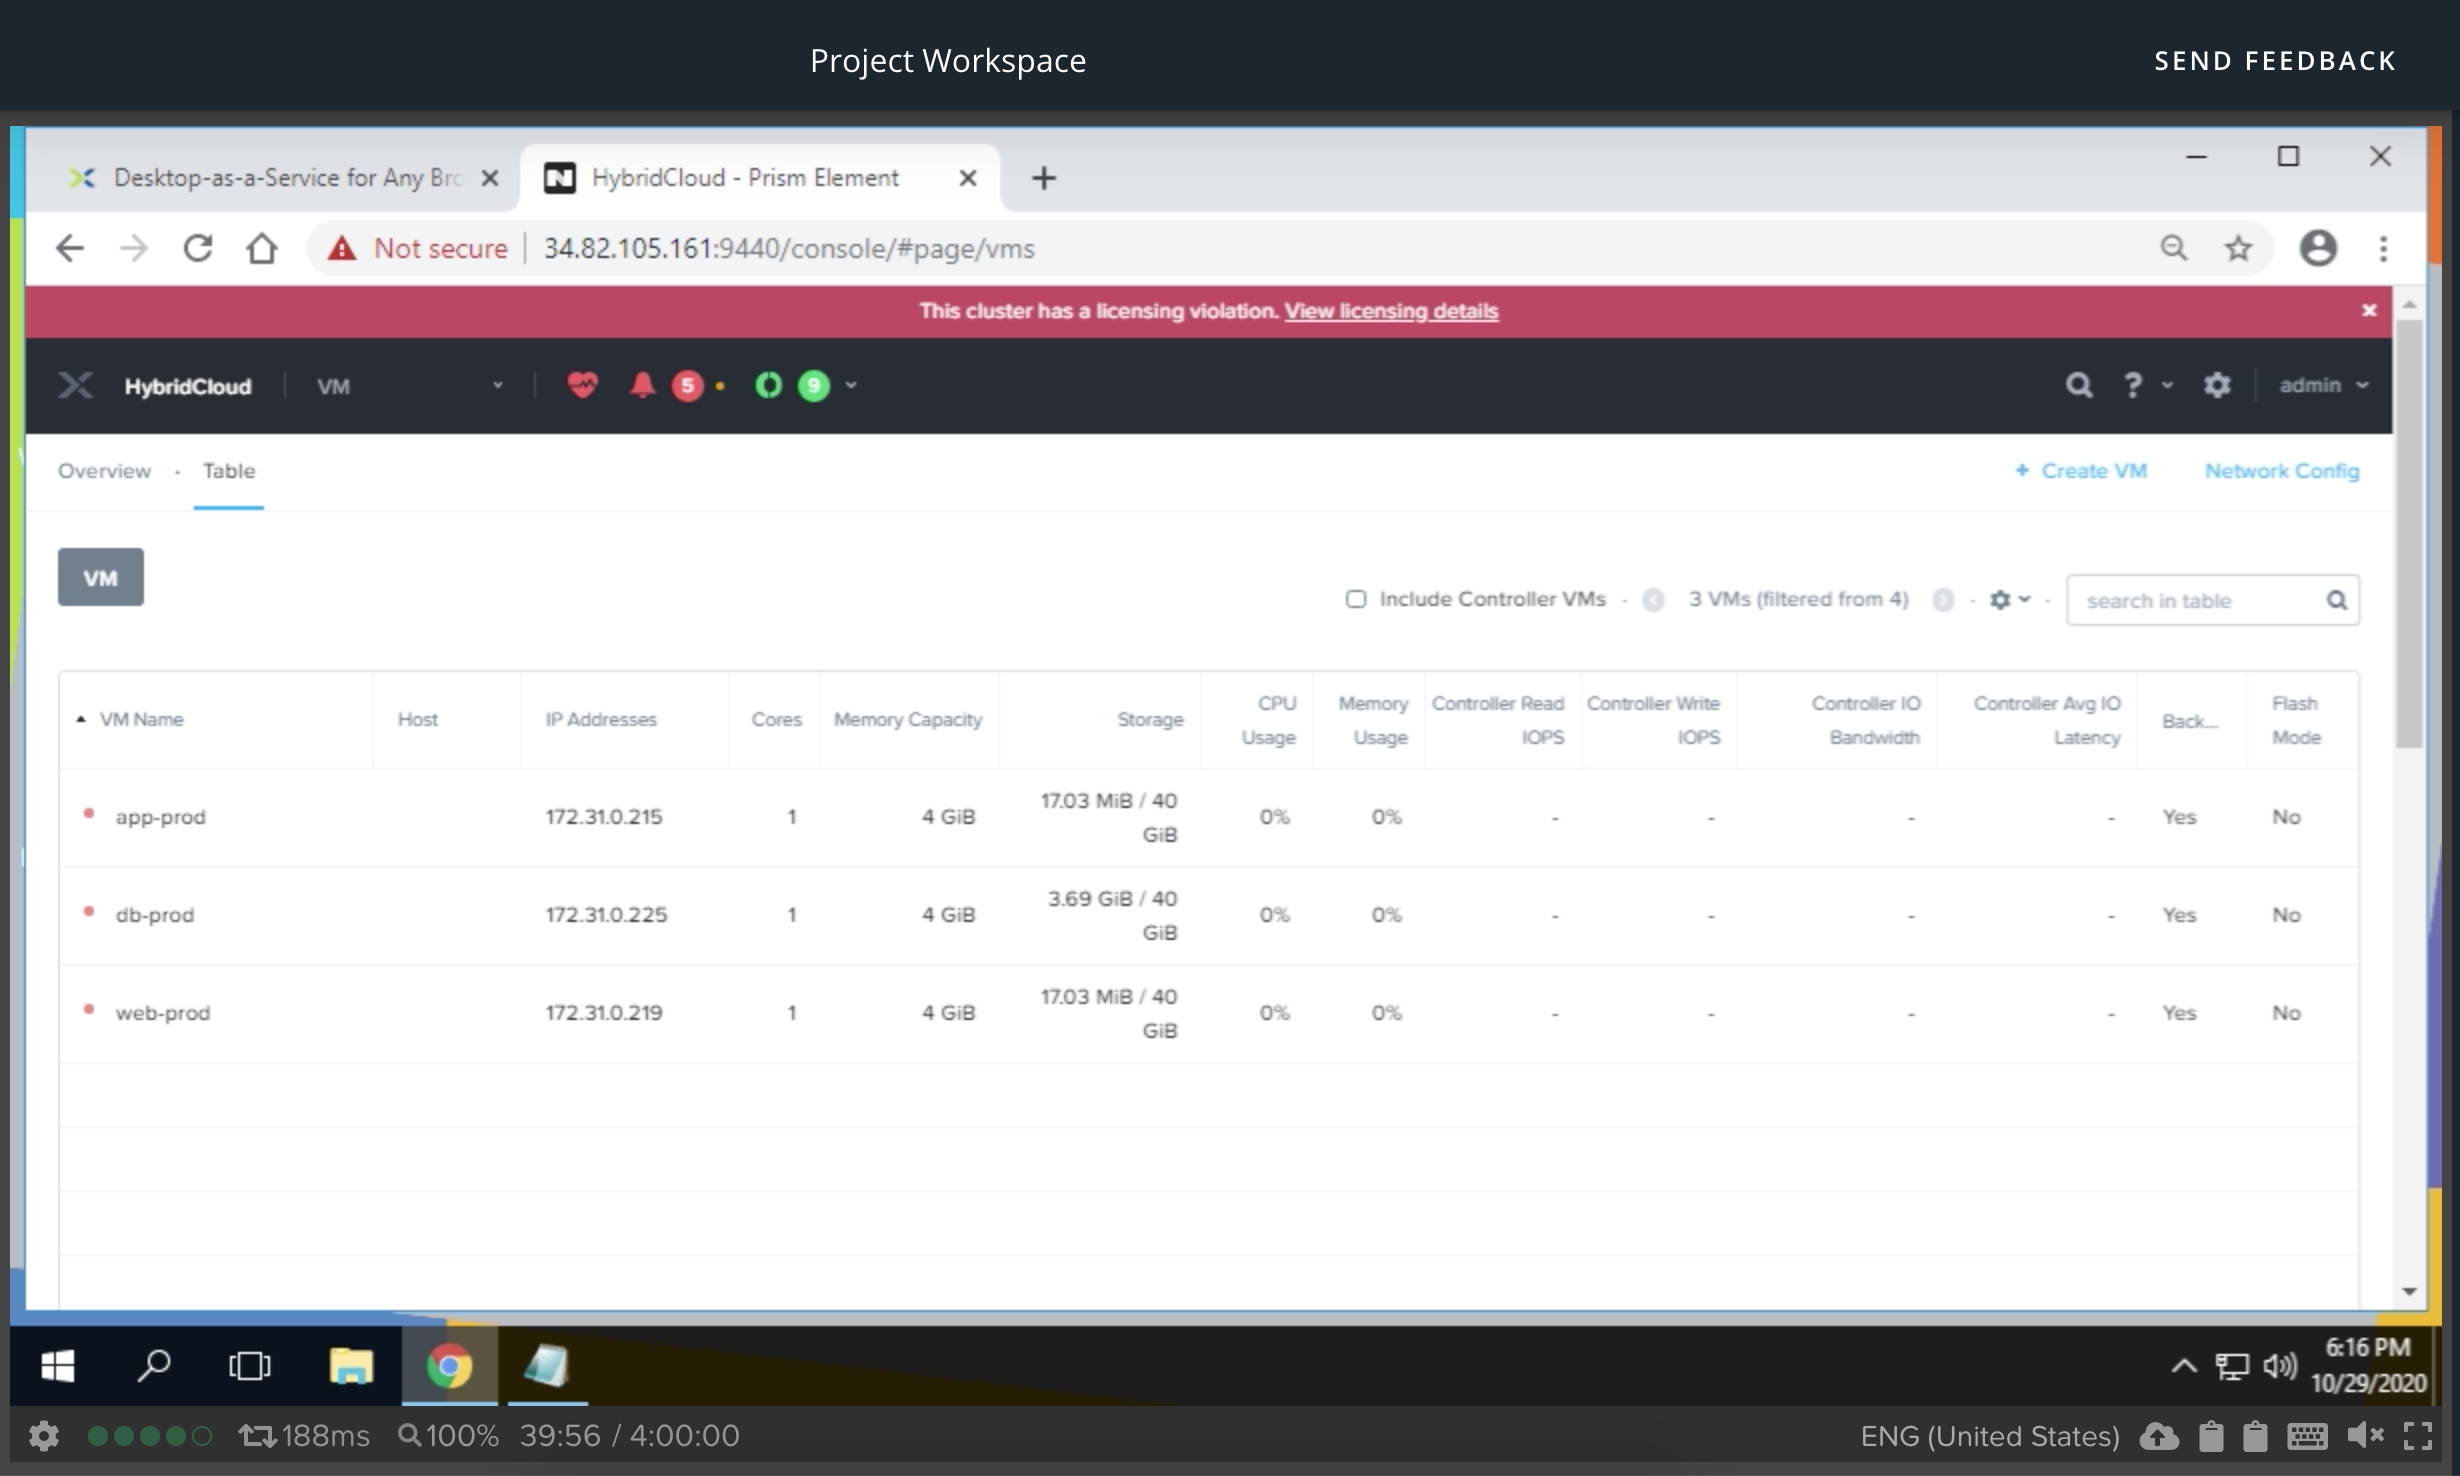 Project Workspace
SEND FEEDBACK
Desktop-as-a-Service for Any Bro
HybridCloud - Prism Element
Not secure
34.82.105.161:9440/console/#page/vms
This cluster has a licensing violation. View licensing details
HybridCloud
VM
5
9
?
admin
Overview · Table
+ Create VM
Network Config
VM
Include Controller VMs · 3 VMs (filtered from 4) · · search in table
VM Name
Host
IP Addresses
Cores
Memory Capacity
Storage
CPU Usage
Memory Usage
Controller Read IOPS
Controller Write IOPS
Controller IO Bandwidth
Controller Avg IO Latency
Back...
Flash Mode
app-prod 172.31.0.215 1 4 GiB 17.03 MiB / 40 GiB 0% 0% - - - - Yes No
db-prod 172.31.0.225 1 4 GiB 3.69 GiB / 40 GiB 0% 0% - - - - Yes No
web-prod 172.31.0.219 1 4 GiB 17.03 MiB / 40 GiB 0% 0% - - - - Yes No
6:16 PM
10/29/2020
188ms
100%
39:56 / 4:00:00
ENG (United States)